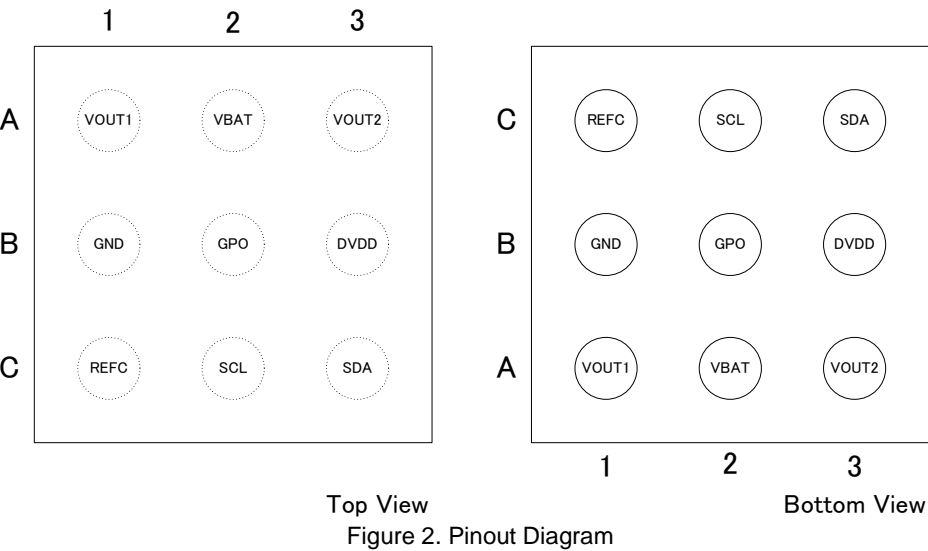 1 2 3
A VOUT1 VBAT VOUT2
B GND GPO DVDD
C REFC SCL SDA
Top View
C REFC SCL SDA
B GND GPO DVDD
A VOUT1 VBAT VOUT2
1 2 3
Bottom View
Figure 2. Pinout Diagram